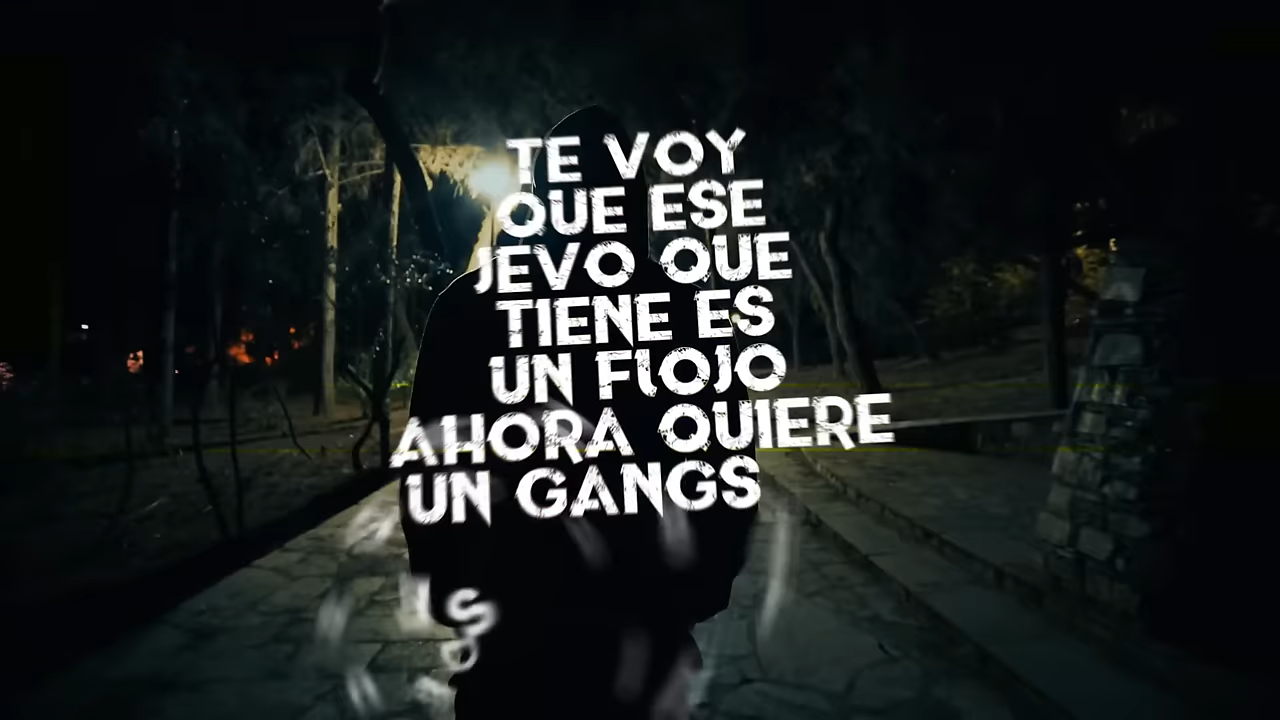 TE VOY
QUE ESE
JEVO QUE
TIENE ES
UN FlOJO
AHORA QUIERE
UN GANGS